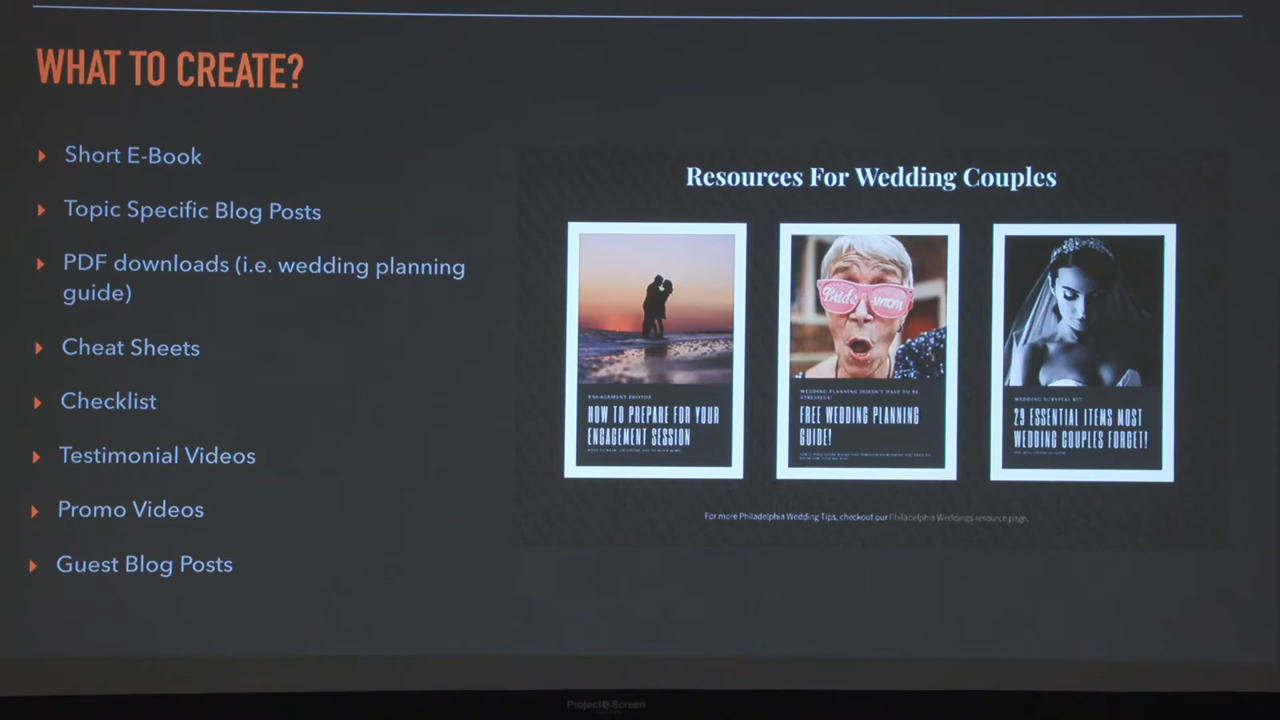 WHAT TO CREATE?
Short E-Book
Topic Specific Blog Posts
PDF downloads (i.e. wedding planning
guide)
Cheat Sheets
Checklist
Testimonial Videos
Promo Videos
Guest Blog Posts
Resources For Wedding Couples
ENGAGEMENT PHOTOS
HOW TO PREPARE FOR YOUR
ENGAGEMENT SESSION
Bride Mom
WEDDING PLANNING DOESN'T HAVE TO BE
STRESSFUL!
FREE WEDDING PLANNING
GUIDE!
WEDDING SURVIVAL KIT
29 ESSENTIAL ITEMS MOST
WEDDING COUPLES FORGET!
For more Philadelphia Wedding Tips, checkout our Philadelphia Weddings resource page.
Project Screen